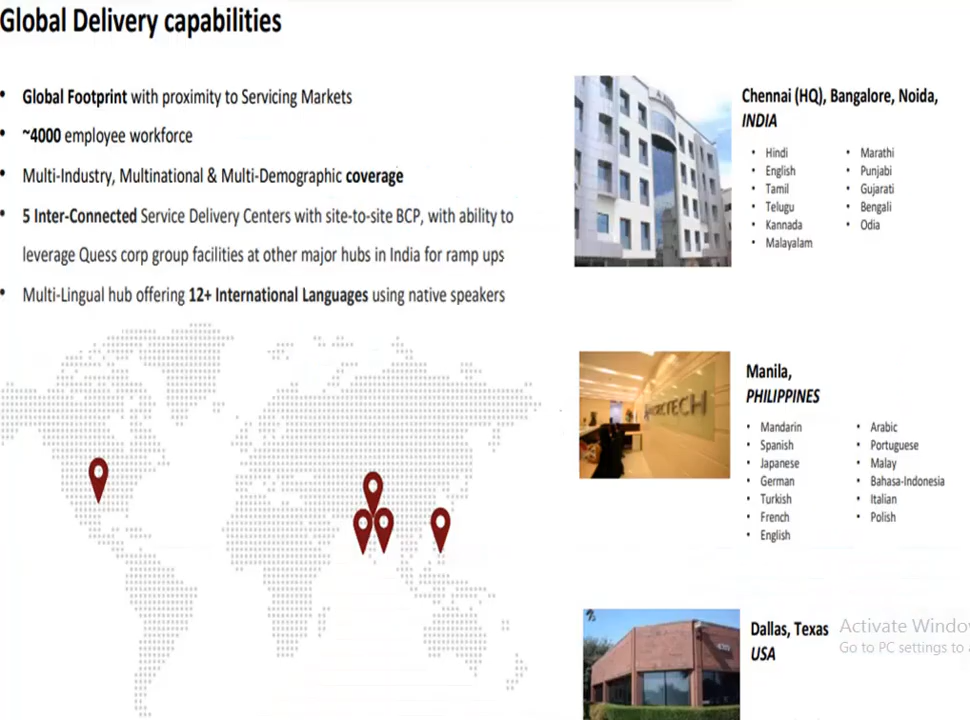 Global Delivery capabilities
• Global Footprint with proximity to Servicing Markets
• ~4000 employee workforce
• Multi-Industry, Multinational & Multi-Demographic coverage
• 5 Inter-Connected Service Delivery Centers with site-to-site BCP, with ability to
leverage Quess corp group facilities at other major hubs in India for ramp ups
• Multi-Lingual hub offering 12+ International Languages using native speakers
Chennai (HQ), Bangalore, Noida,
INDIA
• Hindi
• English
• Tamil
• Telugu
• Kannada
• Malayalam
• Marathi
• Punjabi
• Gujarati
• Bengali
• Odia
Manila,
PHILIPPINES
• Mandarin
• Spanish
• Japanese
• German
• Turkish
• French
• English
• Arabic
• Portuguese
• Malay
• Bahasa-Indonesia
• Italian
• Polish
Dallas, Texas
USA
Activate Windo
Go to PC settings to